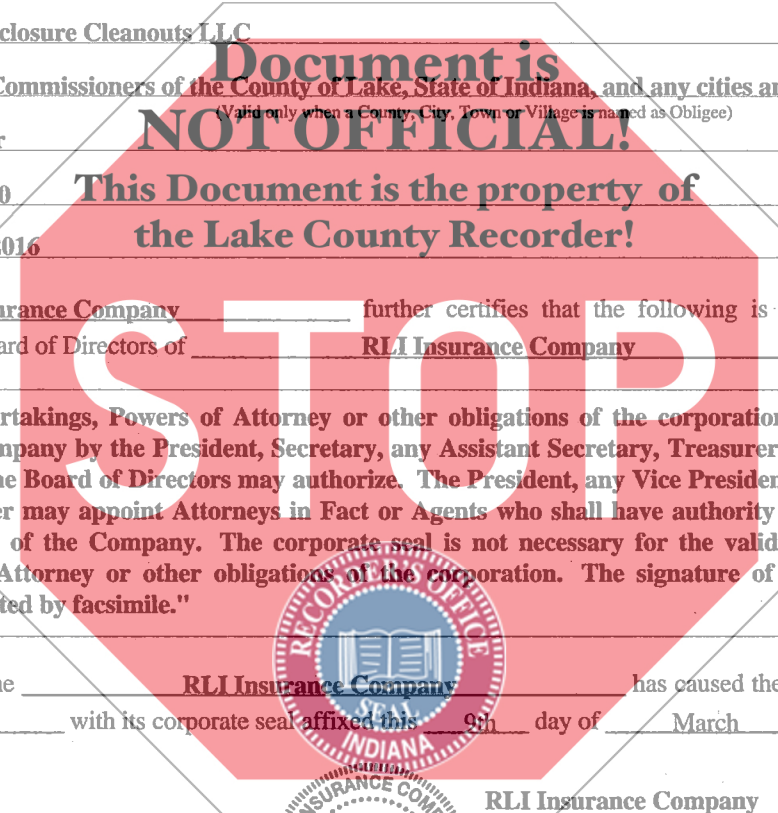 closure Cleanouts LLC
Document is
Commissioners of the County of Lake, State of Indiana, and any cities an
(Valid only when a County, City, Town or Village is named as Obligee)
NOT OFFICIAL!
r
0
This Document is the property of
2016
the Lake County Recorder!
STOP
urance Company further certifies that the following is
ard of Directors of RLI Insurance Company
rtakings, Powers of Attorney or other obligations of the corporation
mpany by the President, Secretary, any Assistant Secretary, Treasurer
he Board of Directors may authorize. The President, any Vice Presiden
er may appoint Attorneys in Fact or Agents who shall have authority
of the Company. The corporate seal is not necessary for the valid
Attorney or other obligations of the corporation. The signature of
ted by facsimile."
RECORDER'S OFFICE
SEAL
INDIANA
he RLI Insurance Company has caused the
with its corporate seal affixed this 9th day of March
INSURANCE COM
RLI Insurance Company